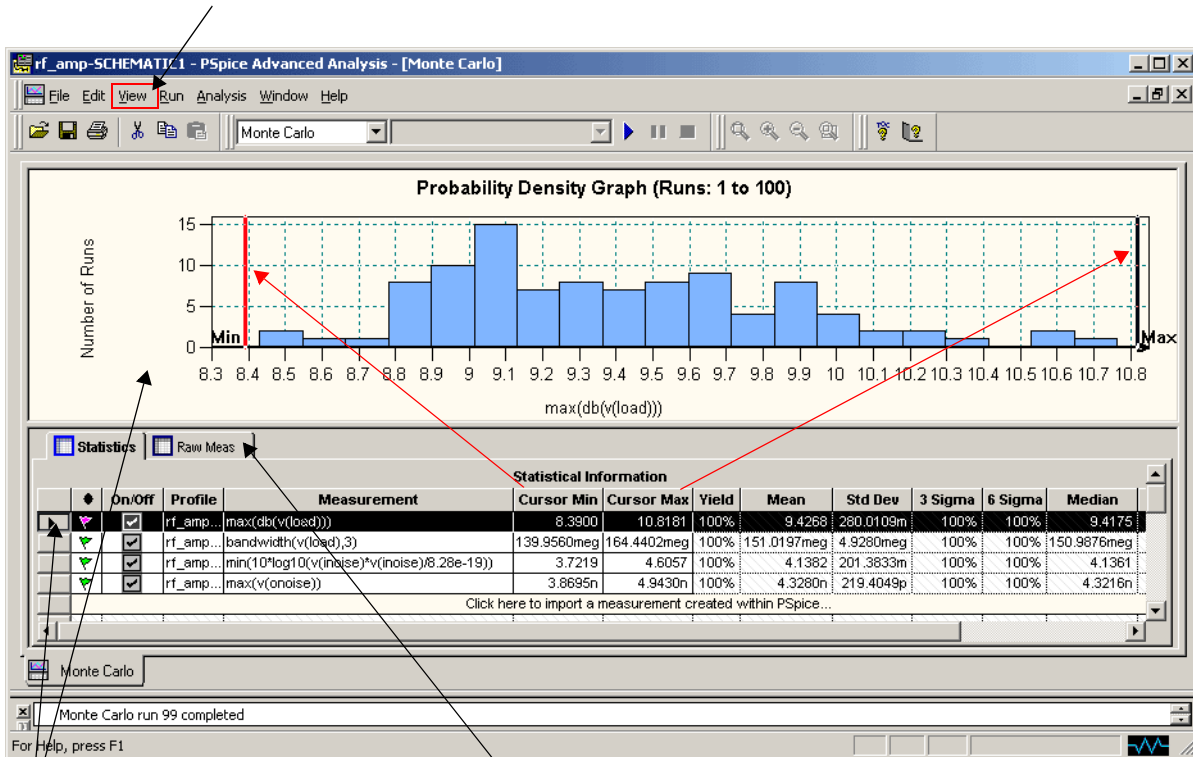 rf_amp-SCHEMATIC1 - PSpice Advanced Analysis - [Monte Carlo]
File Edit View Run Analysis Window Help
Monte Carlo
Probability Density Graph (Runs: 1 to 100)
Number of Runs
15
10
5
0
Min
Max
8.3 8.4 8.5 8.6 8.7 8.8 8.9 9 9.1 9.2 9.3 9.4 9.5 9.6 9.7 9.8 9.9 10 10.1 10.2 10.3 10.4 10.5 10.6 10.7 10.8
max(db(v(load)))
Statistics Raw Meas
Statistical Information
On/Off Profile Measurement Cursor Min Cursor Max Yield Mean Std Dev 3 Sigma 6 Sigma Median
rf_amp... max(db(v(load))) 8.3900 10.8181 100% 9.4268 280.0109m 100% 100% 9.4175
rf_amp... bandwidth(v(load),3) 139.9560meg 164.4402meg 100% 151.0197meg 4.9280meg 100% 100% 150.9876meg
rf_amp... min(10*log10(v(inoise)*v(inoise)/8.28e-19)) 3.7219 4.6057 100% 4.1382 201.3833m 100% 100% 4.1361
rf_amp... max(v(onoise)) 3.8695n 4.9430n 100% 4.3280n 219.4049p 100% 100% 4.3216n
Click here to import a measurement created within PSpice...
Monte Carlo
Monte Carlo run 99 completed
For Help, press F1